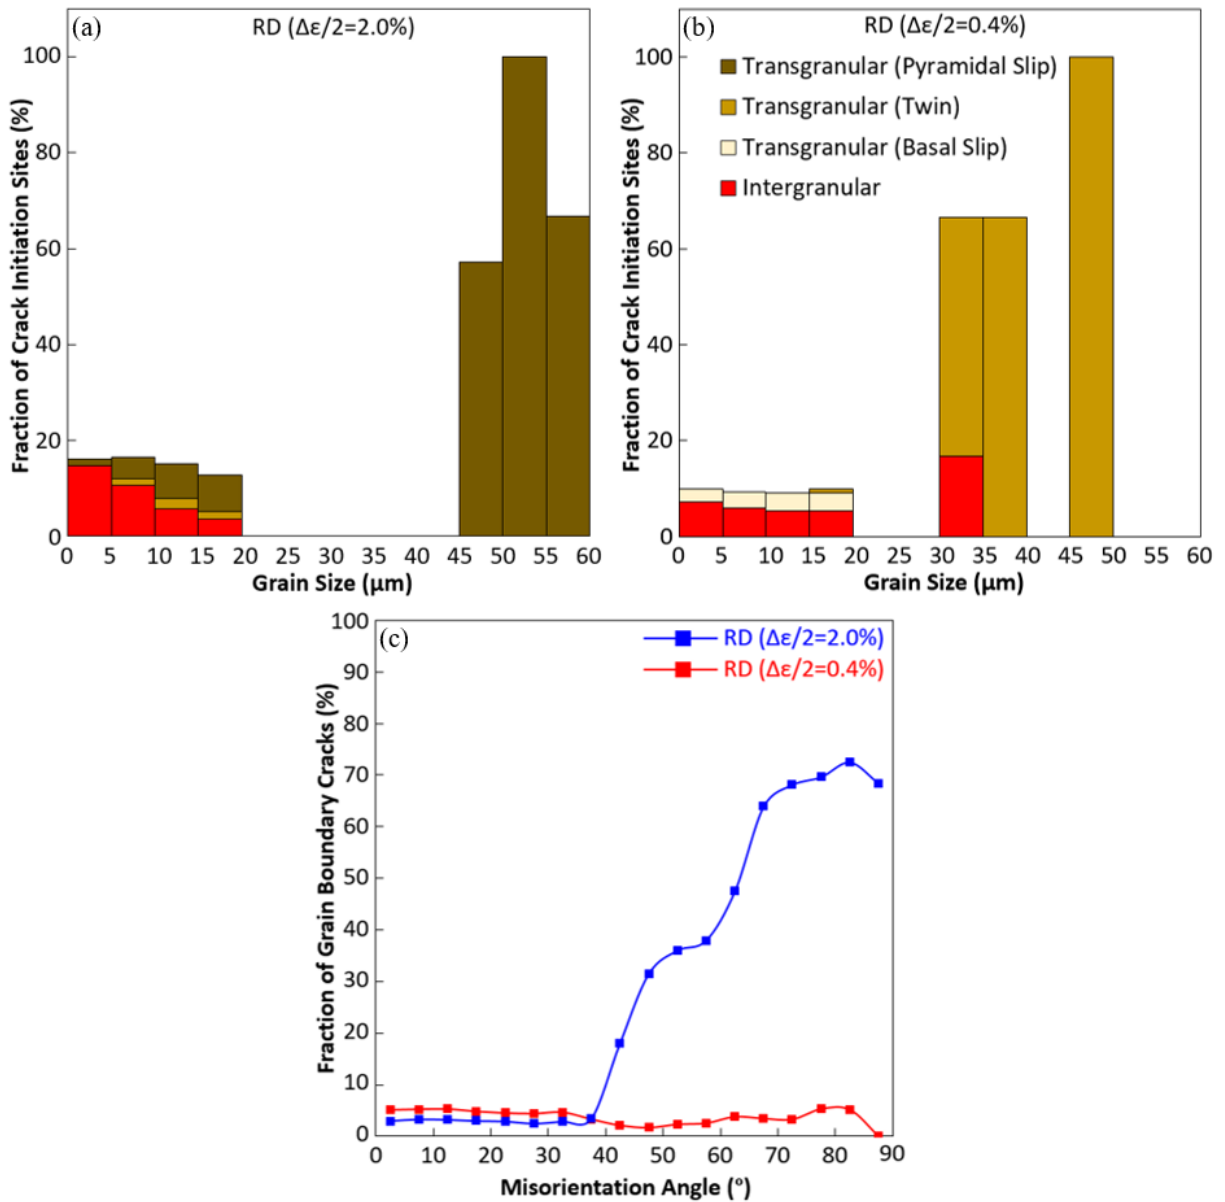 (a)
RD (Δε/2=2.0%)
Fraction of Crack Initiation Sites (%)
100
80
60
40
20
0
0 5 10 15 20 25 30 35 40 45 50 55 60
Grain Size (μm)
(b)
RD (Δε/2=0.4%)
Transgranular (Pyramidal Slip)
Transgranular (Twin)
Transgranular (Basal Slip)
Intergranular
Fraction of Crack Initiation Sites (%)
100
80
60
40
20
0
0 5 10 15 20 25 30 35 40 45 50 55 60
Grain Size (μm)
(c)
RD (Δε/2=2.0%)
RD (Δε/2=0.4%)
Fraction of Grain Boundary Cracks (%)
100
90
80
70
60
50
40
30
20
10
0
0 10 20 30 40 50 60 70 80 90
Misorientation Angle (°)